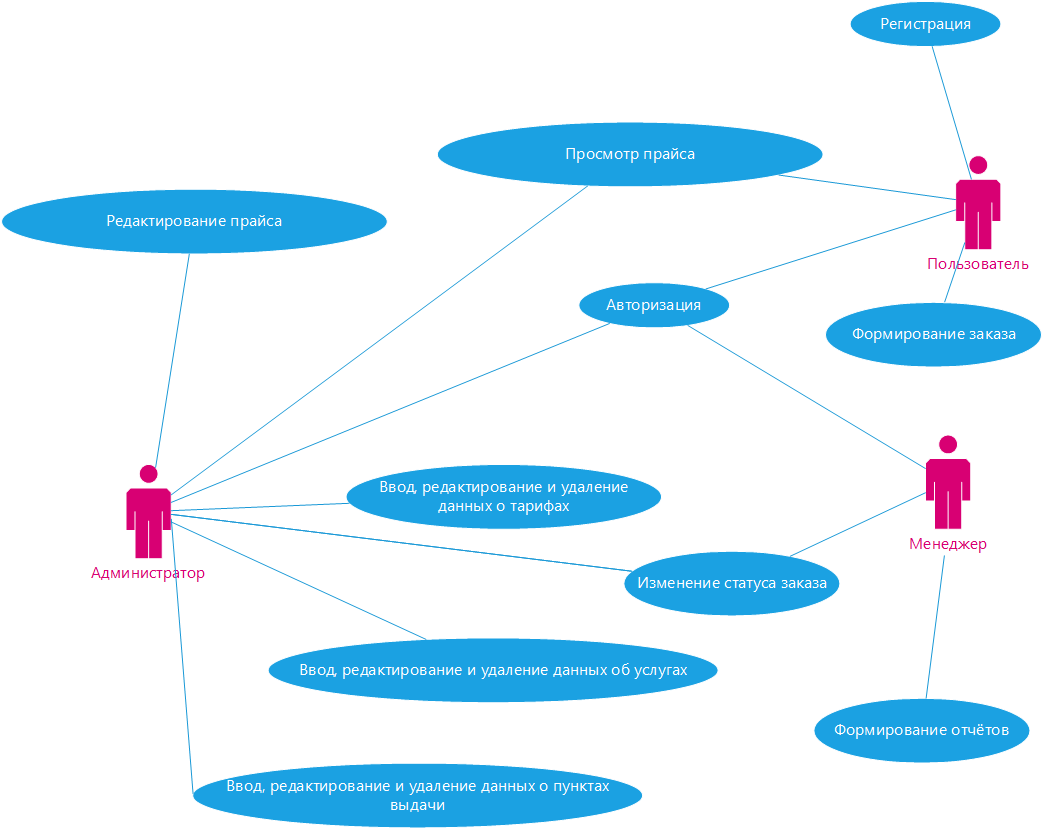 Регистрация
Просмотр прайса
Редактирование прайса
Пользователь
Авторизация
Формирование заказа
Ввод, редактирование и удаление
данных о тарифах
Менеджер
Администратор
Изменение статуса заказа
Ввод, редактирование и удаление данных об услугах
Формирование отчётов
Ввод, редактирование и удаление данных о пунктах
выдачи